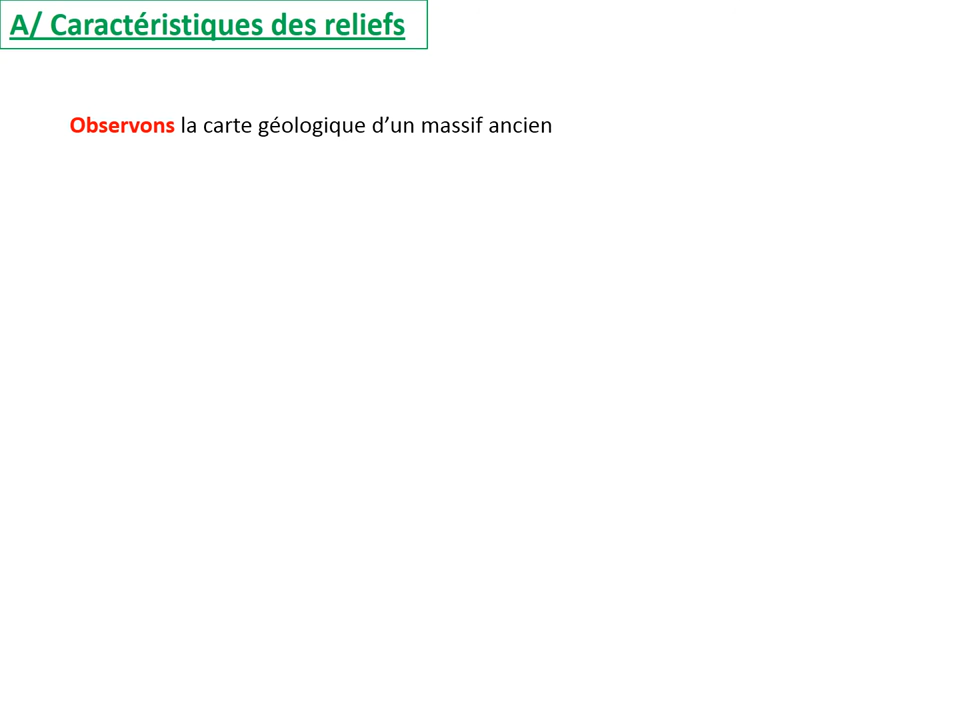 A/ Caractéristiques des reliefs
Observons la carte géologique d’un massif ancien